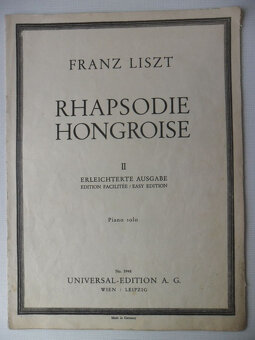 FRANZ LISZT
RHAPSODIE
HONGROISE
II
ERLEICHTERTE AUSGABE
EDITION FACILITÉE / EASY EDITION
Piano solo
UNIVERSAL-EDITION A. G.
WIEN / LEIPZIG
Made in Germany